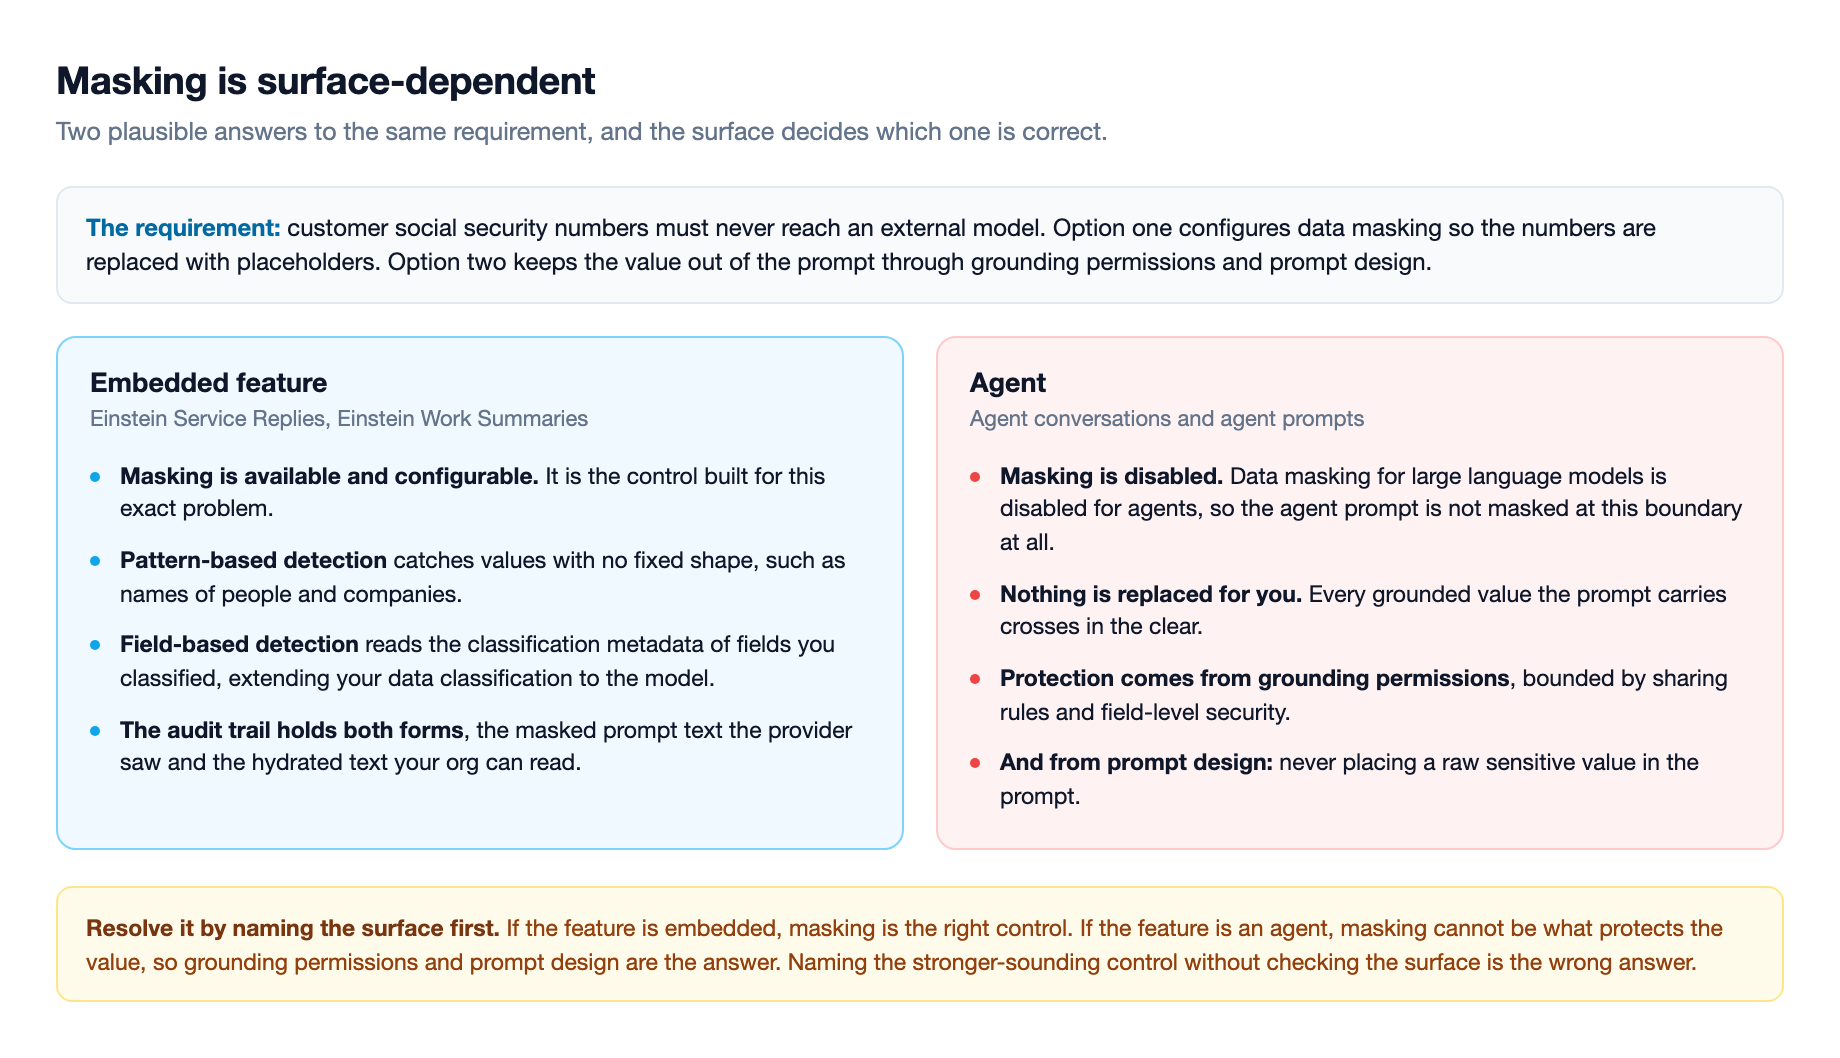 Masking is surface-dependent
Two plausible answers to the same requirement, and the surface decides which one is correct.
The requirement: customer social security numbers must never reach an external model. Option one configures data masking so the numbers are
replaced with placeholders. Option two keeps the value out of the prompt through grounding permissions and prompt design.
Embedded feature
Einstein Service Replies, Einstein Work Summaries
Masking is available and configurable. It is the control built for this
exact problem.
Pattern-based detection catches values with no fixed shape, such as
names of people and companies.
Field-based detection reads the classification metadata of fields you
classified, extending your data classification to the model.
The audit trail holds both forms, the masked prompt text the provider
saw and the hydrated text your org can read.
Agent
Agent conversations and agent prompts
Masking is disabled. Data masking for large language models is
disabled for agents, so the agent prompt is not masked at this boundary
at all.
Nothing is replaced for you. Every grounded value the prompt carries
crosses in the clear.
Protection comes from grounding permissions, bounded by sharing
rules and field-level security.
And from prompt design: never placing a raw sensitive value in the
prompt.
Resolve it by naming the surface first. If the feature is embedded, masking is the right control. If the feature is an agent, masking cannot be what protects the
value, so grounding permissions and prompt design are the answer. Naming the stronger-sounding control without checking the surface is the wrong answer.